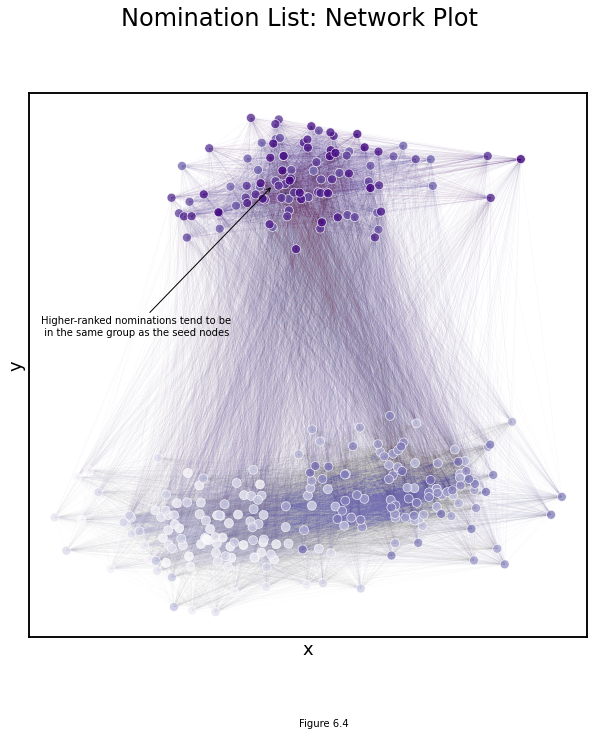 Nomination List: Network Plot
Higher-ranked nominations tend to be
in the same group as the seed nodes
y
x
Figure 6.4